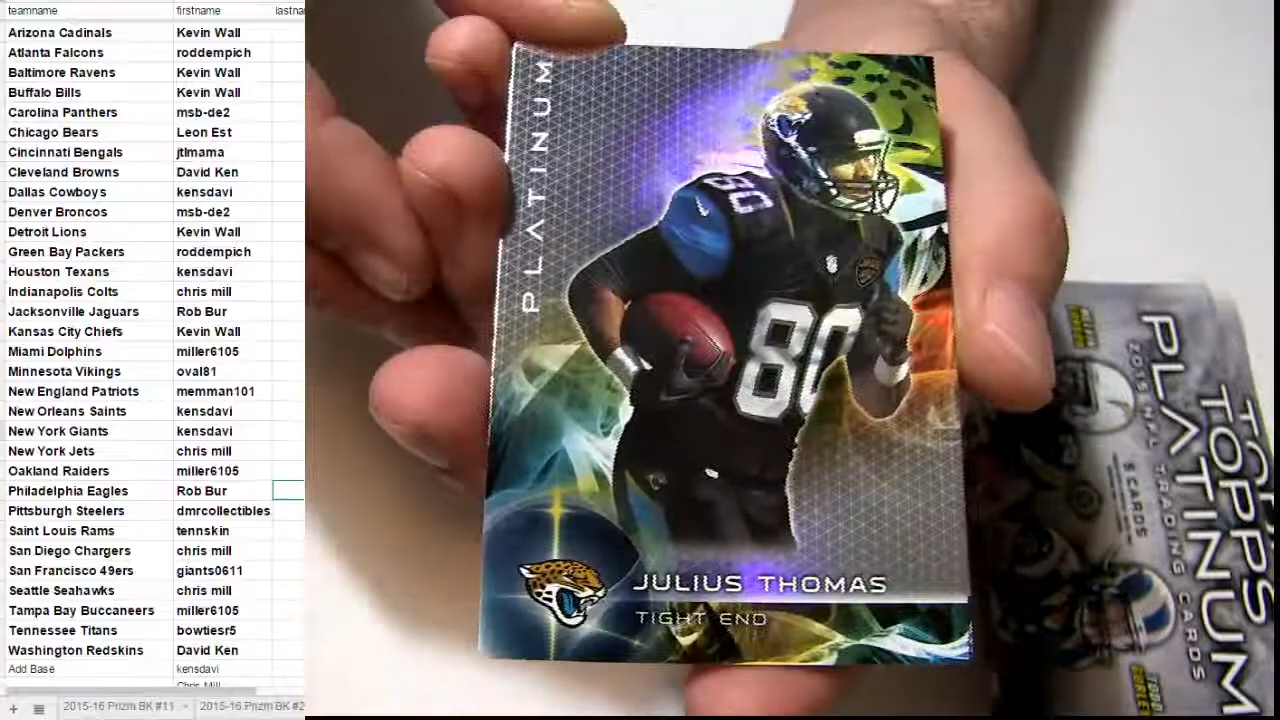 teamname firstname lastna
Arizona Cadinals Kevin Wall
Atlanta Falcons roddempich
Baltimore Ravens Kevin Wall
Buffalo Bills Kevin Wall
Carolina Panthers msb-de2
Chicago Bears Leon Est
Cincinnati Bengals jtlmama
Cleveland Browns David Ken
Dallas Cowboys kensdavi
Denver Broncos msb-de2
Detroit Lions Kevin Wall
Green Bay Packers roddempich
Houston Texans kensdavi
Indianapolis Colts chris mill
Jacksonville Jaguars Rob Bur
Kansas City Chiefs Kevin Wall
Miami Dolphins miller6105
Minnesota Vikings oval81
New England Patriots memman101
New Orleans Saints kensdavi
New York Giants kensdavi
New York Jets chris mill
Oakland Raiders miller6105
Philadelphia Eagles Rob Bur
Pittsburgh Steelers dmrcollectibles
Saint Louis Rams tennskin
San Diego Chargers chris mill
San Francisco 49ers giants0611
Seattle Seahawks chris mill
Tampa Bay Buccaneers miller6105
Tennessee Titans bowtiesr5
Washington Redskins David Ken
Add Base kensdavi
Chris Mill
2015-16 Prizm BK #11 2015-16 Prizm BK #2
PLATINUM
80
80
JULIUS THOMAS
TIGHT END
TOPPS
TOPPS
PLATINUM
2015 NFL TRADING CARDS
5 CARDS